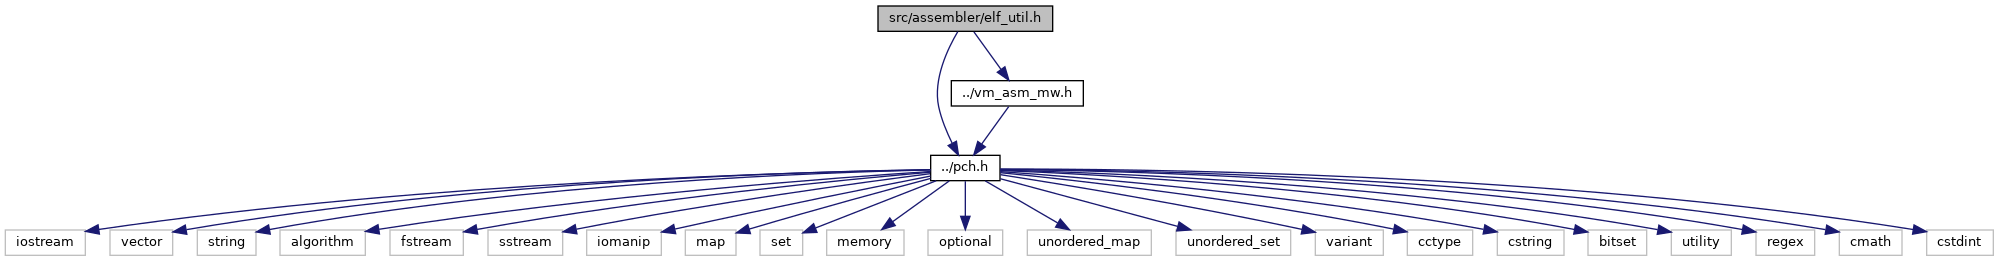 src/assembler/elf_util.h
../vm_asm_mw.h
../pch.h
iostream
vector
string
algorithm
fstream
sstream
iomanip
map
set
memory
optional
unordered_map
unordered_set
variant
cctype
cstring
bitset
utility
regex
cmath
cstdint